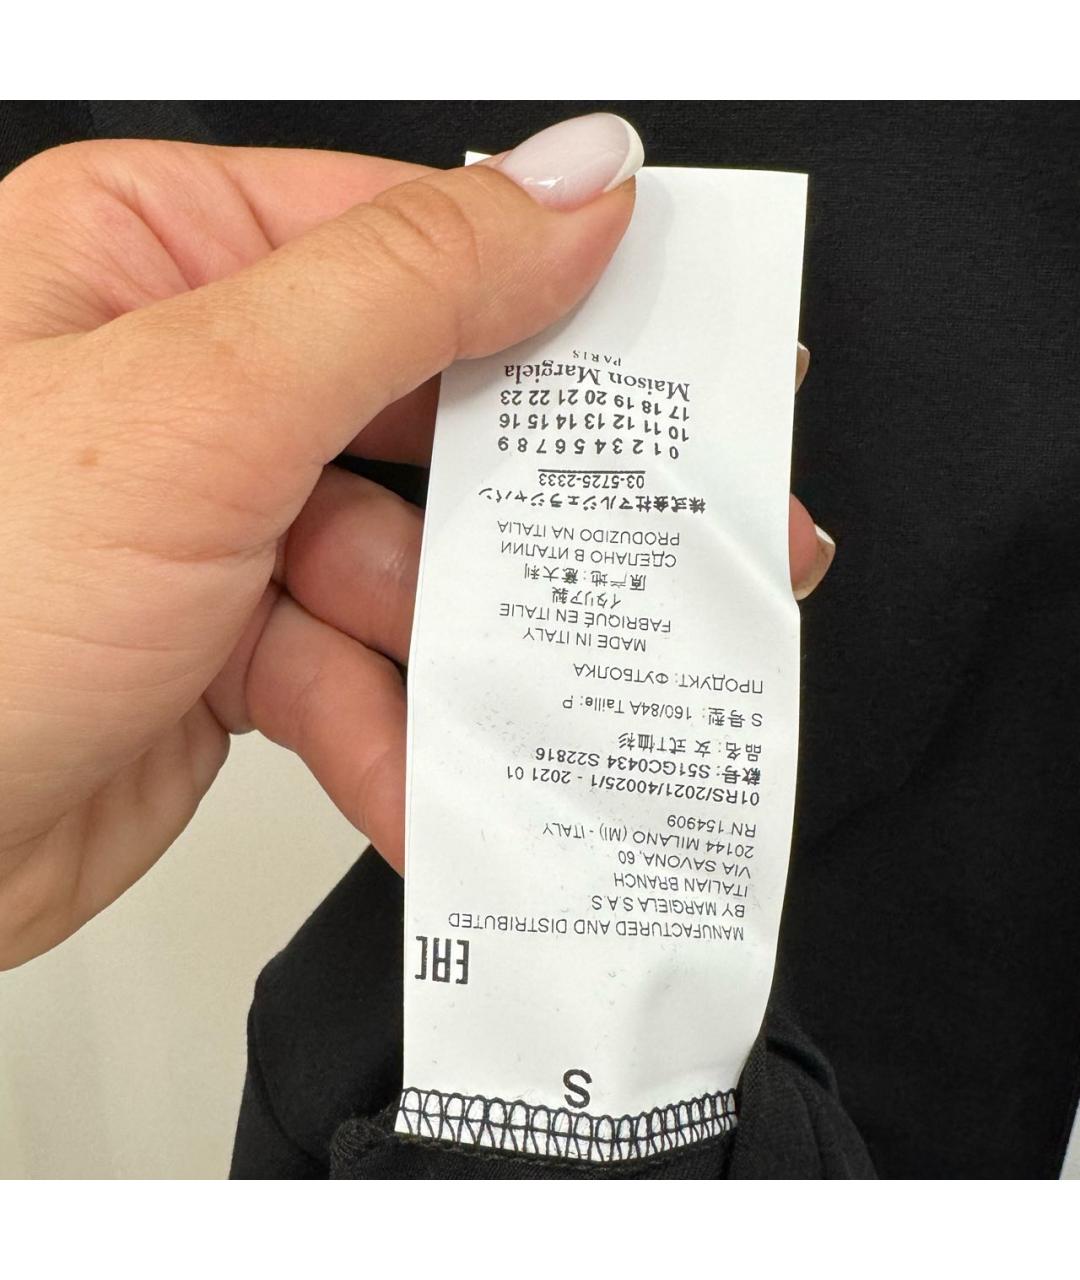 S
EAC
MANUFACTURED AND DISTRIBUTED
BY MARGIELA S.A.S
ITALIAN BRANCH
VIA SAVONA, 60
20144 MILANO (MI) - ITALY
RN 154909
01RS/2021/40025/1 - 2021 01
款号: S51GC0434 S22816
品名: 女式T恤衫
S 号型: 160/84A Taille: P
ПРОДУКТ: ФУТБОЛКА
MADE IN ITALY
FABRIQUÉ EN ITALIE
イタリア製
原产地: 意大利
СДЕЛАНО В ИТАЛИИ
PRODUZIDO NA ITALIA
株式会社マルジェラジャパン
03-5725-2333
0 1 2 3 4 5 6 7 8 9
10 11 12 13 14 15 16
17 18 19 20 21 22 23
Maison Margiela
PARIS